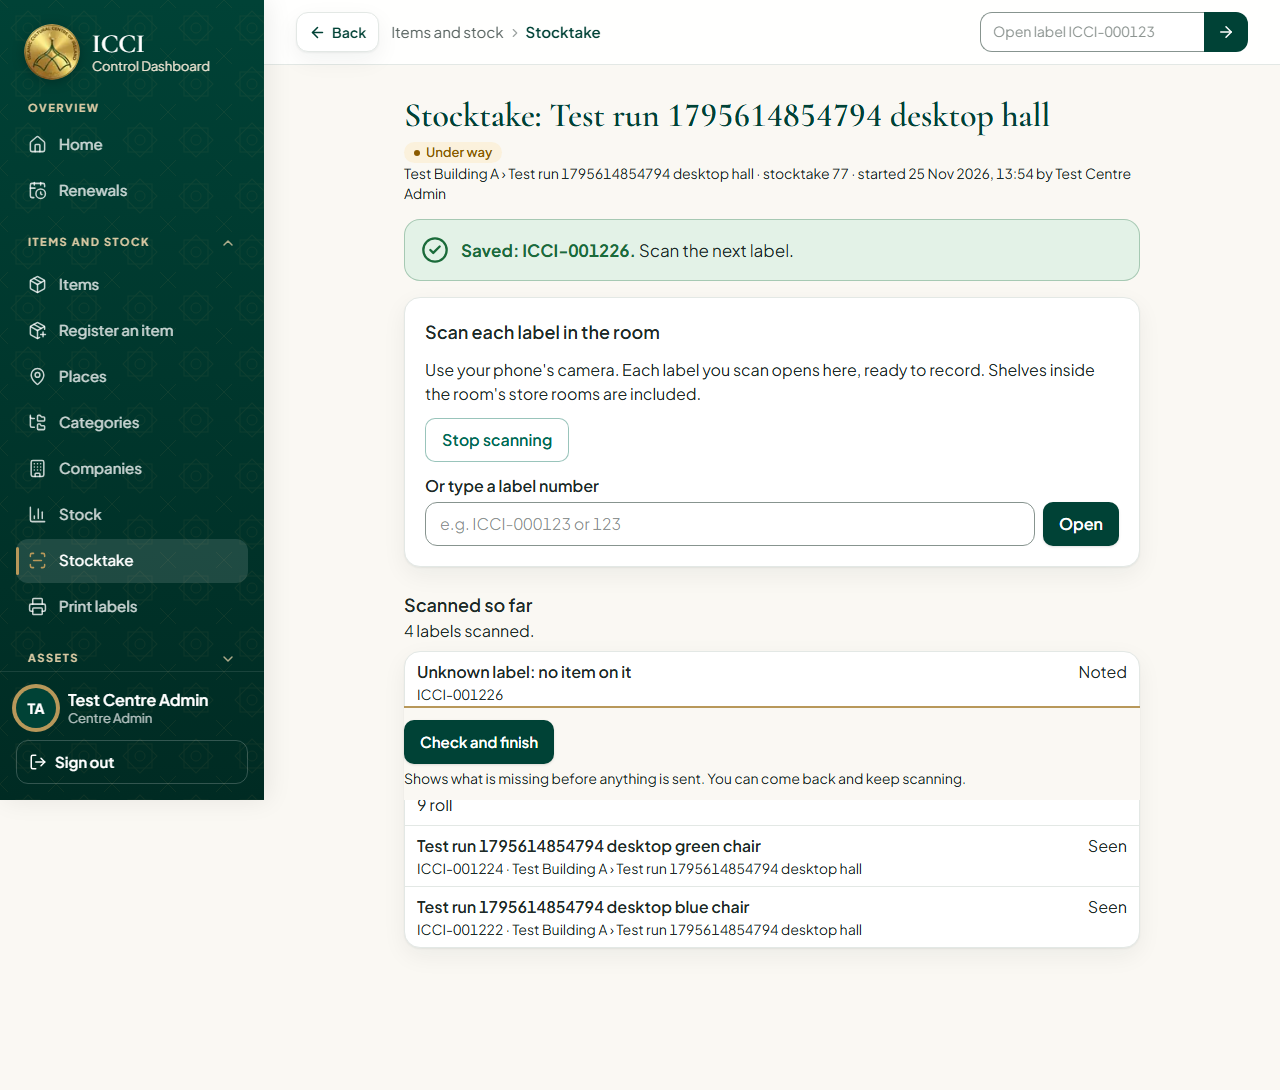 ICCI
Control Dashboard
OVERVIEW
Home
Renewals
ITEMS AND STOCK
Items
Register an item
Places
Categories
Companies
Stock
Stocktake
Print labels
ASSETS
TA
Test Centre Admin
Centre Admin
Sign out
Back
Items and stock › Stocktake
Open label ICCI-000123
Stocktake: Test run 1795614854794 desktop hall
Under way
Test Building A › Test run 1795614854794 desktop hall · stocktake 77 · started 25 Nov 2026, 13:54 by Test Centre
Admin
Saved: ICCI-001226. Scan the next label.
Scan each label in the room
Use your phone's camera. Each label you scan opens here, ready to record. Shelves inside
the room's store rooms are included.
Stop scanning
Or type a label number
e.g. ICCI-000123 or 123
Open
Scanned so far
4 labels scanned.
Unknown label: no item on it
Noted
ICCI-001226
Check and finish
Shows what is missing before anything is sent. You can come back and keep scanning.
9 roll
Test run 1795614854794 desktop green chair
Seen
ICCI-001224 · Test Building A › Test run 1795614854794 desktop hall
Test run 1795614854794 desktop blue chair
Seen
ICCI-001222 · Test Building A › Test run 1795614854794 desktop hall